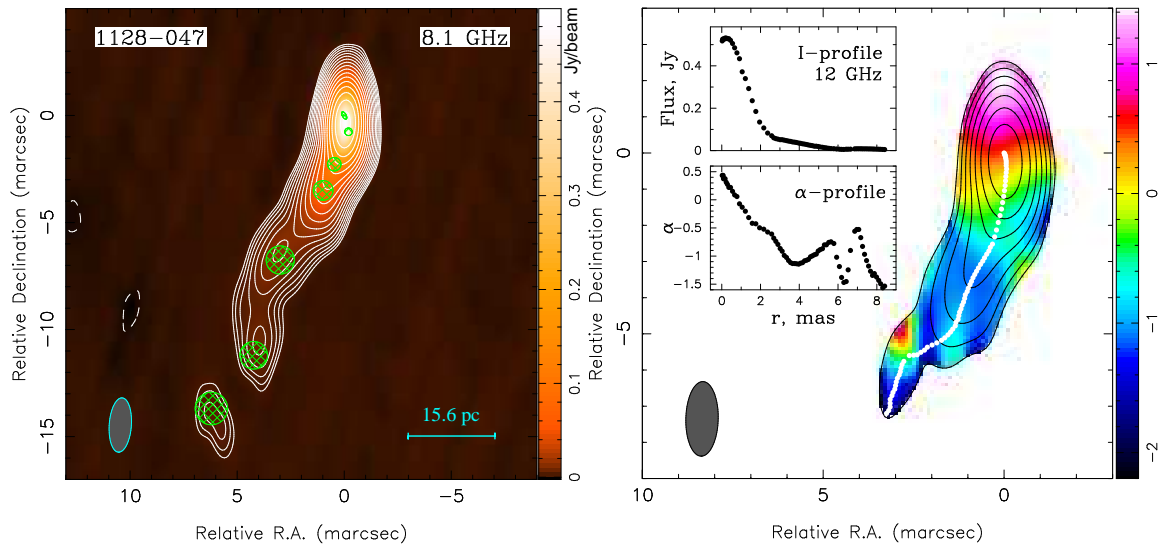 1128−047
8.1 GHz
Jy/beam
0.4
0.3
0.2
0.1
0
Relative Declination (marcsec)
0
−5
−10
−15
15.6 pc
10
5
0
−5
Relative R.A. (marcsec)
I−profile
12 GHz
Flux, Jy
0.4
0.2
0
α−profile
α
0.5
0
−0.5
−1
−1.5
0
2
4
6
8
r, mas
Relative Declination (marcsec)
0
−5
10
5
0
Relative R.A. (marcsec)
1
0
−1
−2